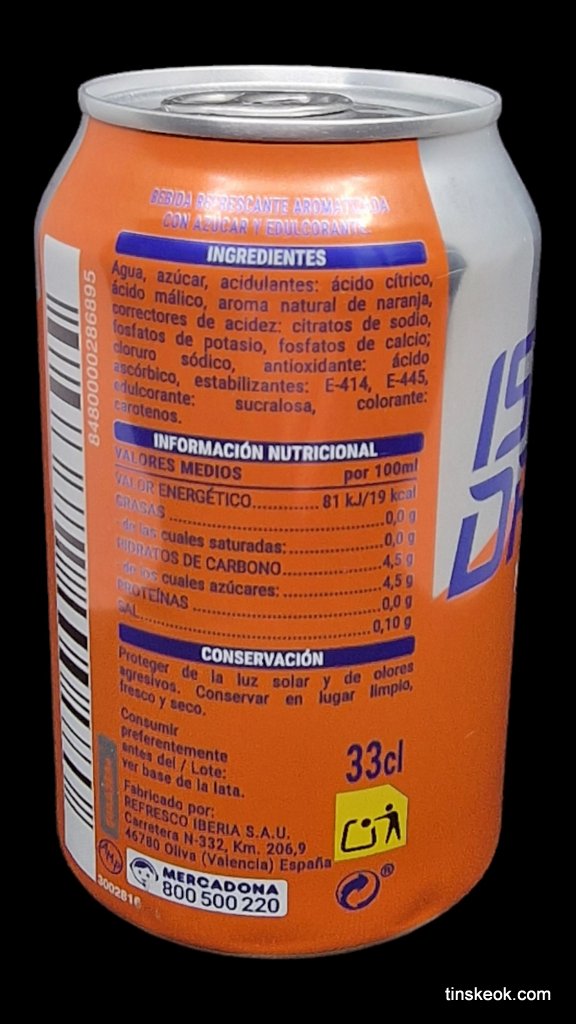 BEBIDA REFRESCANTE AROMATIZADA
CON AZÚCAR Y EDULCORANTE.
INGREDIENTES
Agua, azúcar, acidulantes: ácido cítrico,
ácido málico, aroma natural de naranja,
correctores de acidez: citratos de sodio,
fosfatos de potasio, fosfatos de calcio;
cloruro sódico, antioxidante: ácido
ascórbico, estabilizantes: E-414, E-445,
edulcorante: sucralosa, colorante:
carotenos.
INFORMACIÓN NUTRICIONAL
VALORES MEDIOS por 100ml
VALOR ENERGÉTICO 81 kJ/19 kcal
GRASAS 0,0 g
-de las cuales saturadas: 0,0 g
HIDRATOS DE CARBONO 4,5 g
-de los cuales azúcares: 4,5 g
PROTEÍNAS 0,0 g
SAL 0,10 g
CONSERVACIÓN
Proteger de la luz solar y de olores
agresivos. Conservar en lugar limpio,
fresco y seco.
Consumir
preferentemente
antes del / Lote:
ver base de la lata.
Fabricado por:
REFRESCO IBERIA S.A.U.
Carretera N-332, Km. 206,9
46780 Oliva (Valencia) España
33cl
MERCADONA
800 500 220
®
8480000286895
3002816
IS
DA
tinskeok.com